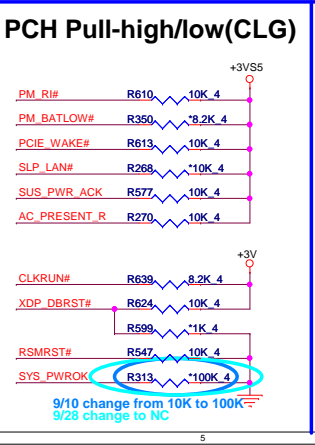 PCH Pull-high/low(CLG)
+3VS5
PM_RI# R610 10K_4
PM_BATLOW# R350 *8.2K_4
PCIE_WAKE# R613 10K_4
SLP_LAN# R268 *10K_4
SUS_PWR_ACK R577 10K_4
AC_PRESENT_R R270 10K_4
+3V
CLKRUN# R639 8.2K_4
XDP_DBRST# R624 10K_4
R599 *1K_4
RSMRST# R547 10K_4
SYS_PWROK R313 *100K_4
9/10 change from 10K to 100K
9/28 change to NC
5